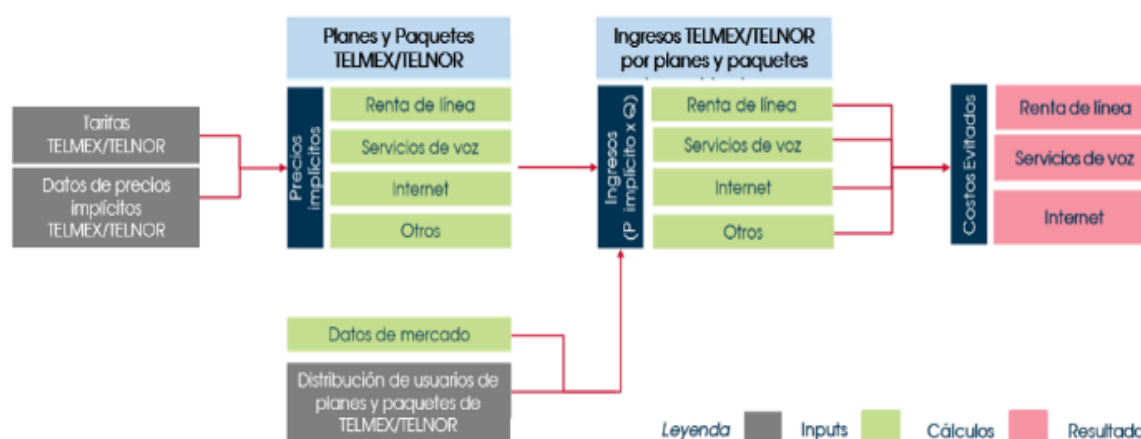 Planes y Paquetes
TELMEX/TELNOR
Ingresos TELMEX/TELNOR
por planes y paquetes
Tarifas
TELMEX/TELNOR
Datos de precios
implícitos
TELMEX/TELNOR
Precios
implícitos
Renta de línea
Servicios de voz
Internet
Otros
Ingresos
(P implícito x Q)
Renta de línea
Servicios de voz
Internet
Otros
Costos Evitados
Renta de línea
Servicios de voz
Internet
Datos de mercado
Distribución de usuarios de
planes y paquetes de
TELMEX/TELNOR
Leyenda Inputs Cálculos Resultado